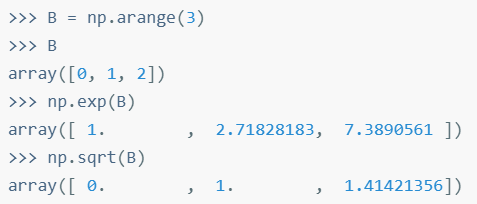 >>> B = np.arange(3)
>>> B
array([0, 1, 2])
>>> np.exp(B)
array([ 1.        ,  2.71828183,  7.3890561 ])
>>> np.sqrt(B)
array([ 0.        ,  1.        ,  1.41421356])